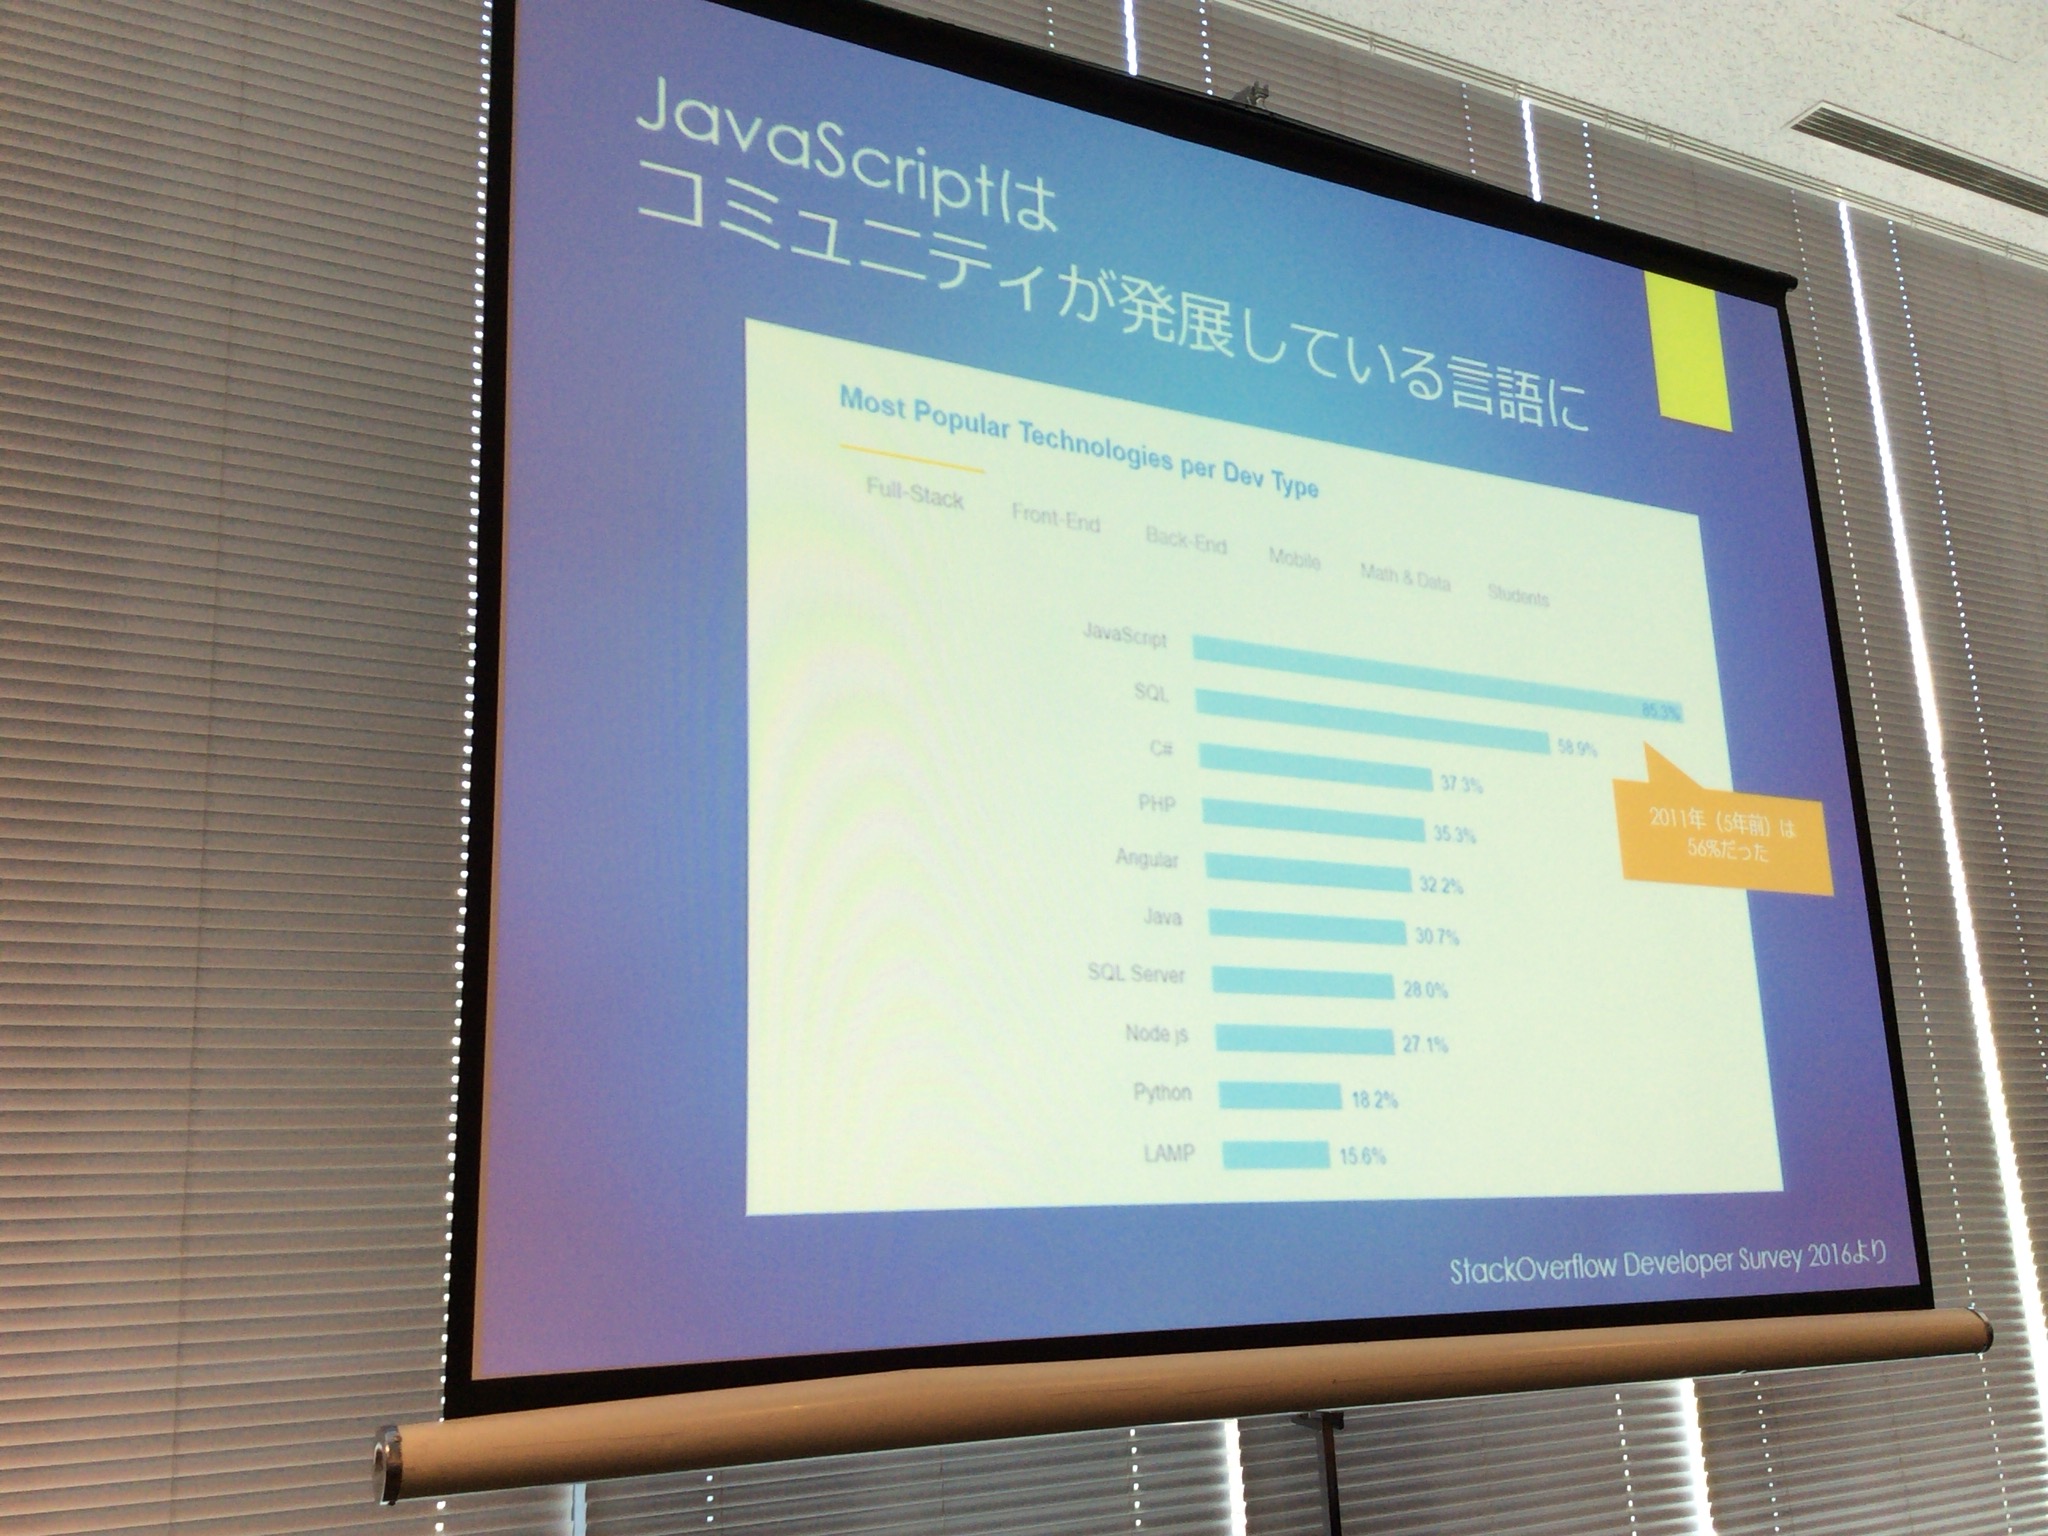 JavaScriptは
コミュニティが発展している言語に
Most Popular Technologies per Dev Type
Full-Stack Front-End Back-End Mobile Math & Data Students
JavaScript 85.3%
SQL 58.9%
C# 37.3%
PHP 35.3%
Angular 32.2%
Java 30.7%
SQL Server 28.0%
Node.js 27.1%
Python 18.2%
LAMP 15.6%
2011年（5年前）は
56%だった
StackOverflow Developer Survey 2016より